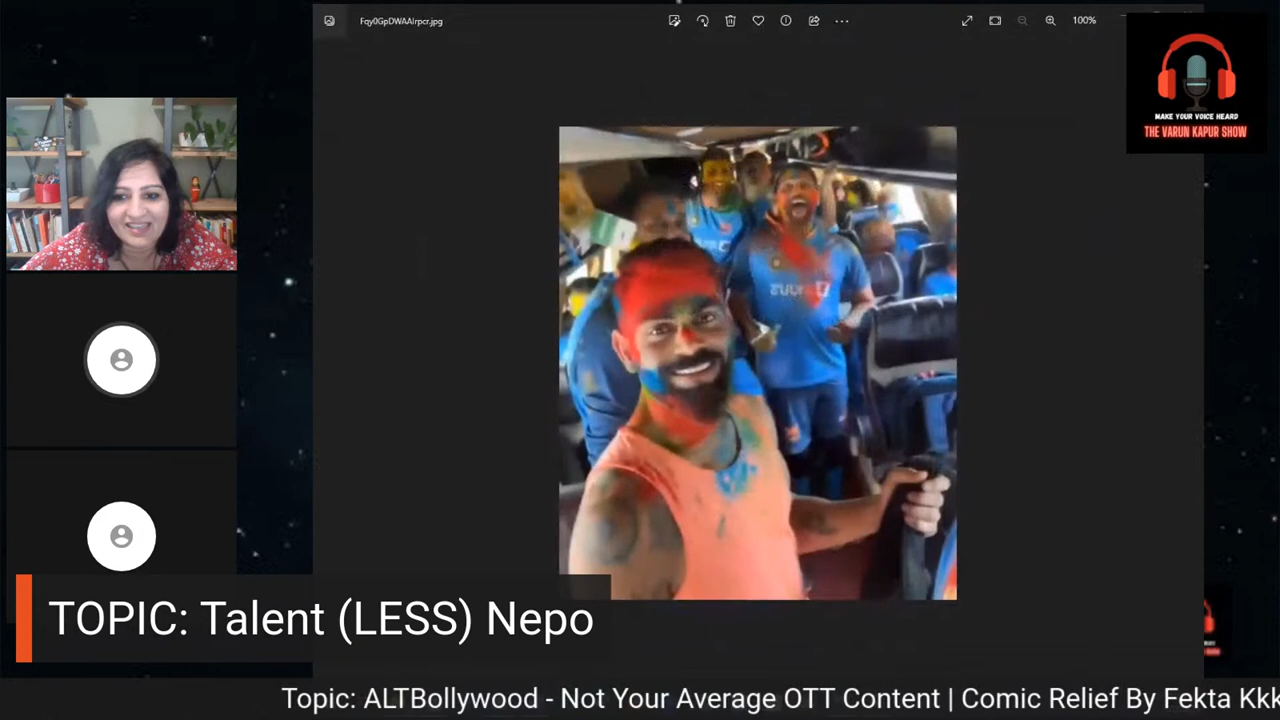 Fqy0GpDWAAIrpcr.jpg
100%
MAKE YOUR VOICE HEARD
THE VARUN KAPUR SHOW
TOPIC: Talent (LESS) Nepo
Topic: ALTBollywood - Not Your Average OTT Content | Comic Relief By Fekta Kkk